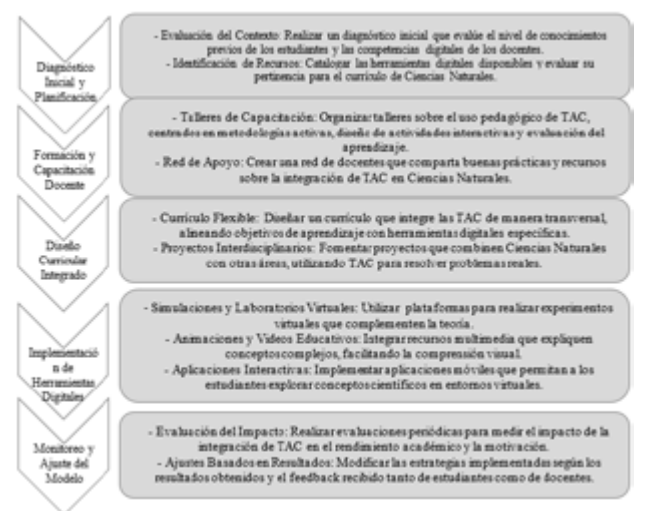 Diagnóstico
Inicial y
Planificación
- Evaluación del Contexto: Realizar un diagnóstico inicial que evalúe el nivel de conocimientos
previos de los estudiantes y las competencias digitales de los docentes.
- Identificación de Recursos: Catalogar las herramientas digitales disponibles y evaluar su
pertinencia para el currículo de Ciencias Naturales.
Formación y
Capacitación
Docente
- Talleres de Capacitación: Organizar talleres sobre el uso pedagógico de TAC,
centrados en metodologías activas, diseño de actividades interactivas y evaluación del
aprendizaje.
- Red de Apoyo: Crear una red de docentes que comparta buenas prácticas y recursos
sobre la integración de TAC en Ciencias Naturales.
Diseño
Curricular
Integrado
- Currículo Flexible: Diseñar un currículo que integre las TAC de manera transversal,
alineando objetivos de aprendizaje con herramientas digitales específicas.
- Proyectos Interdisciplinarios: Fomentar proyectos que combinen Ciencias Naturales
con otras áreas, utilizando TAC para resolver problemas reales.
Implementació
n de
Herramientas
Digitales
- Simulaciones y Laboratorios Virtuales: Utilizar plataformas para realizar experimentos
virtuales que complementen la teoría.
- Animaciones y Videos Educativos: Integrar recursos multimedia que expliquen
conceptos complejos, facilitando la comprensión visual.
- Aplicaciones Interactivas: Implementar aplicaciones móviles que permitan a los
estudiantes explorar conceptos científicos en entornos virtuales.
Monitoreo y
Ajuste del
Modelo
- Evaluación del Impacto: Realizar evaluaciones periódicas para medir el impacto de la
integración de TAC en el rendimiento académico y la motivación.
- Ajustes Basados en Resultados: Modificar las estrategias implementadas según los
resultados obtenidos y el feedback recibido tanto de estudiantes como de docentes.